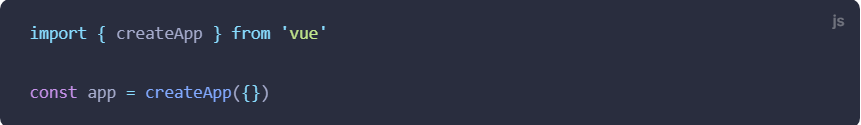 js
import { createApp } from 'vue'
const app = createApp({})